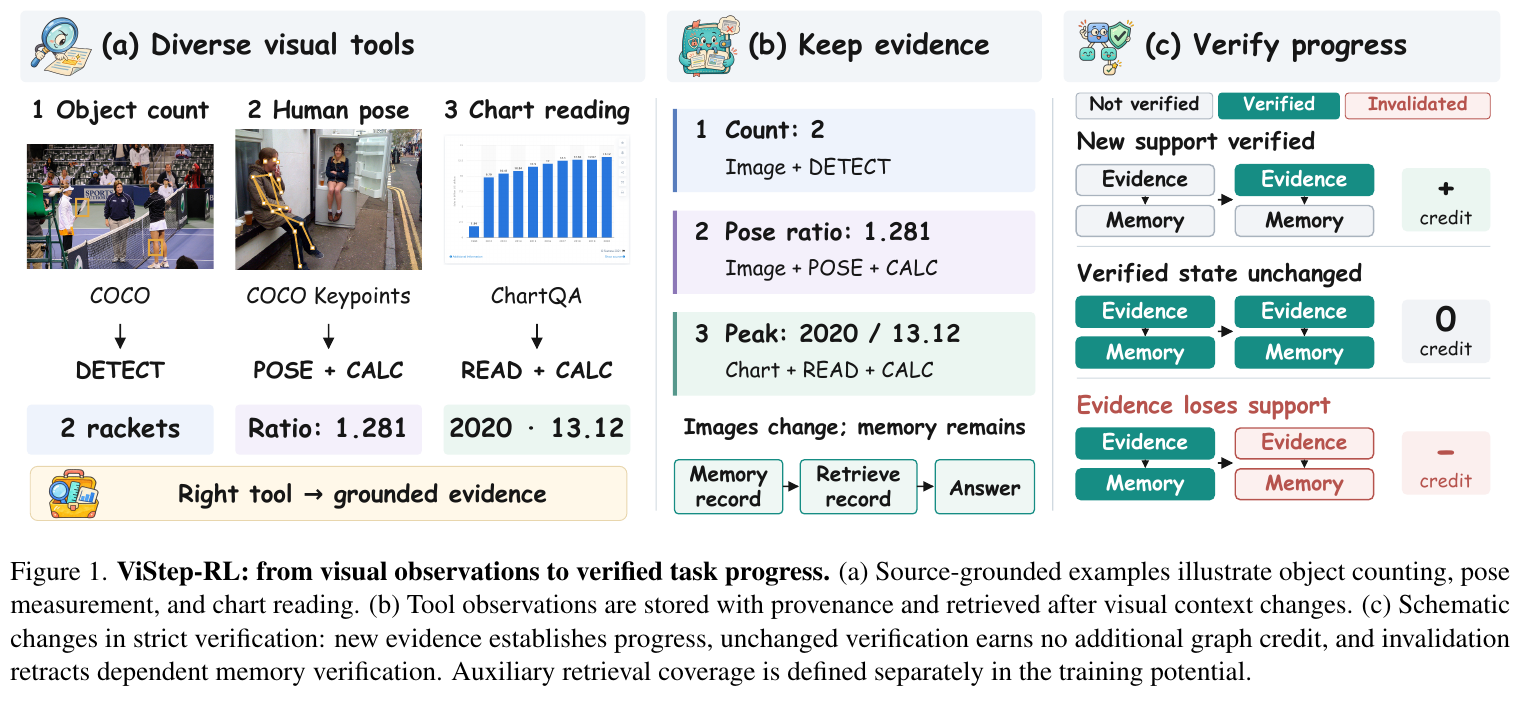 (a) Diverse visual tools
1 Object count
2 Human pose
3 Chart reading
COCO
COCO Keypoints
ChartQA
DETECT
POSE + CALC
READ + CALC
2 rackets
Ratio: 1.281
2020 · 13.12
Right tool → grounded evidence
(b) Keep evidence
1 Count: 2
Image + DETECT
2 Pose ratio: 1.281
Image + POSE + CALC
3 Peak: 2020 / 13.12
Chart + READ + CALC
Images change; memory remains
Memory
record
Retrieve
record
Answer
(c) Verify progress
Not verified
Verified
Invalidated
New support verified
Evidence
Memory
Evidence
Memory
+
credit
Verified state unchanged
Evidence
Memory
Evidence
Memory
0
credit
Evidence loses support
Evidence
Memory
Evidence
Memory
−
credit
Figure 1. ViStep-RL: from visual observations to verified task progress. (a) Source-grounded examples illustrate object counting, pose
measurement, and chart reading. (b) Tool observations are stored with provenance and retrieved after visual context changes. (c) Schematic
changes in strict verification: new evidence establishes progress, unchanged verification earns no additional graph credit, and invalidation
retracts dependent memory verification. Auxiliary retrieval coverage is defined separately in the training potential.